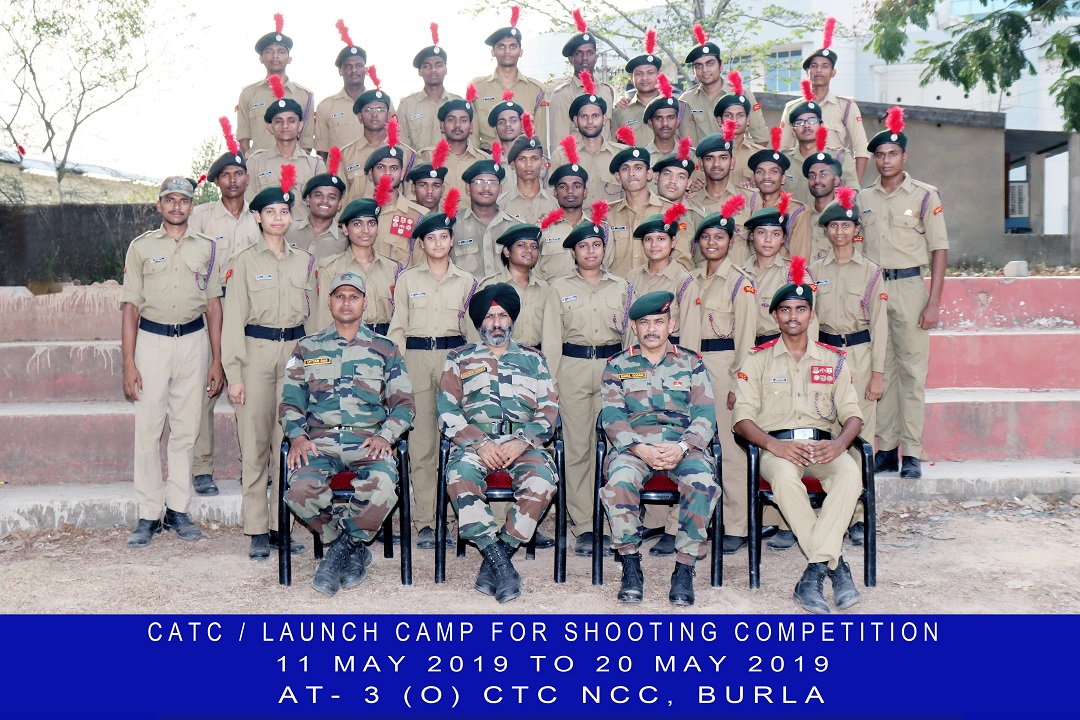 CATC / LAUNCH CAMP FOR SHOOTING COMPETITION
11 MAY 2019 TO 20 MAY 2019
AT- 3 (O) CTC NCC, BURLA